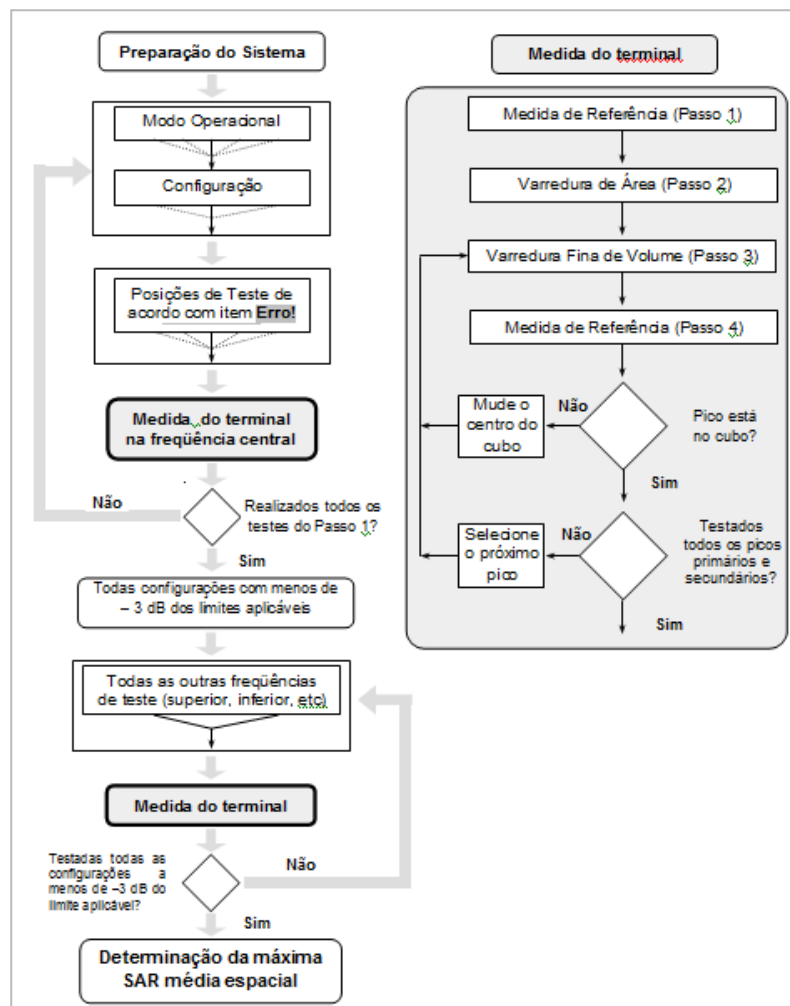 Preparação do Sistema
Modo Operacional
Configuração
Posições de Teste de
acordo com item Erro!
Medida do terminal
na freqüência central
Não
Realizados todos os
testes do Passo 1?
Sim
Todas configurações com menos de
– 3 dB dos limites aplicáveis
Todas as outras freqüências
de teste (superior, inferior, etc)
Medida do terminal
Testadas todas as
configurações a
menos de –3 dB do
limite aplicável?
Não
Sim
Determinação da máxima
SAR média espacial
Medida do terminal
Medida de Referência (Passo 1)
Varredura de Área (Passo 2)
Varredura Fina de Volume (Passo 3)
Medida de Referência (Passo 4)
Mude o
centro do
cubo
Não
Pico está
no cubo?
Sim
Selecione
o próximo
pico
Não
Testados
todos os picos
primários e
secundários?
Sim